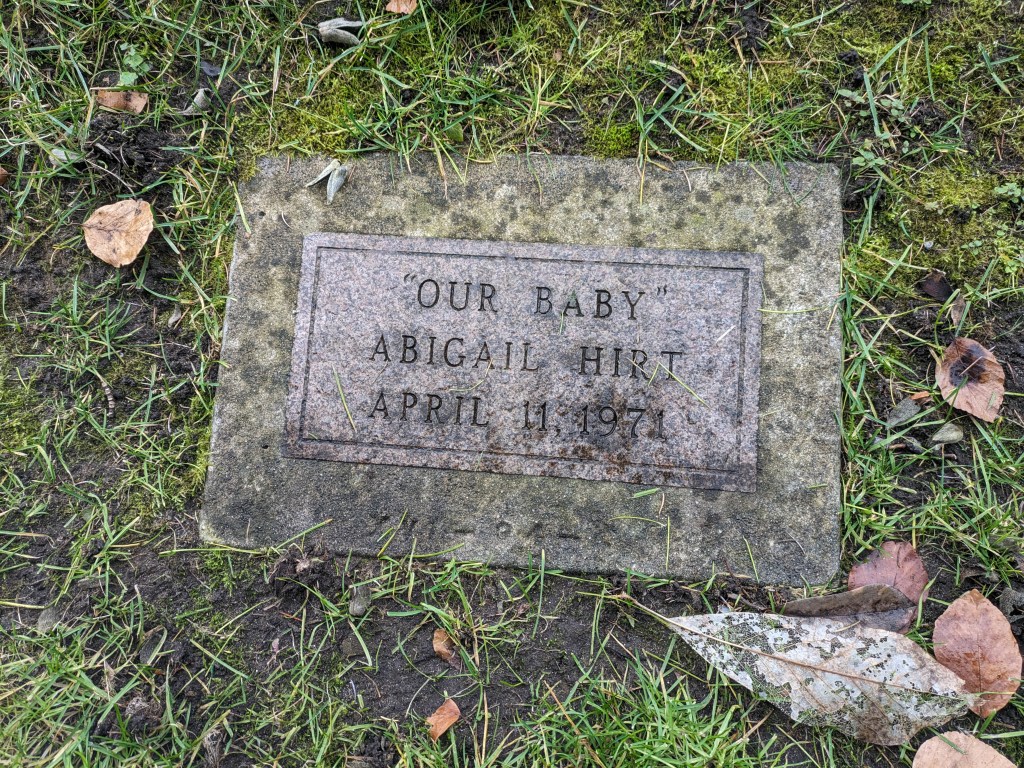 "OUR BABY"
ABIGAIL HIRT
APRIL 11, 1971